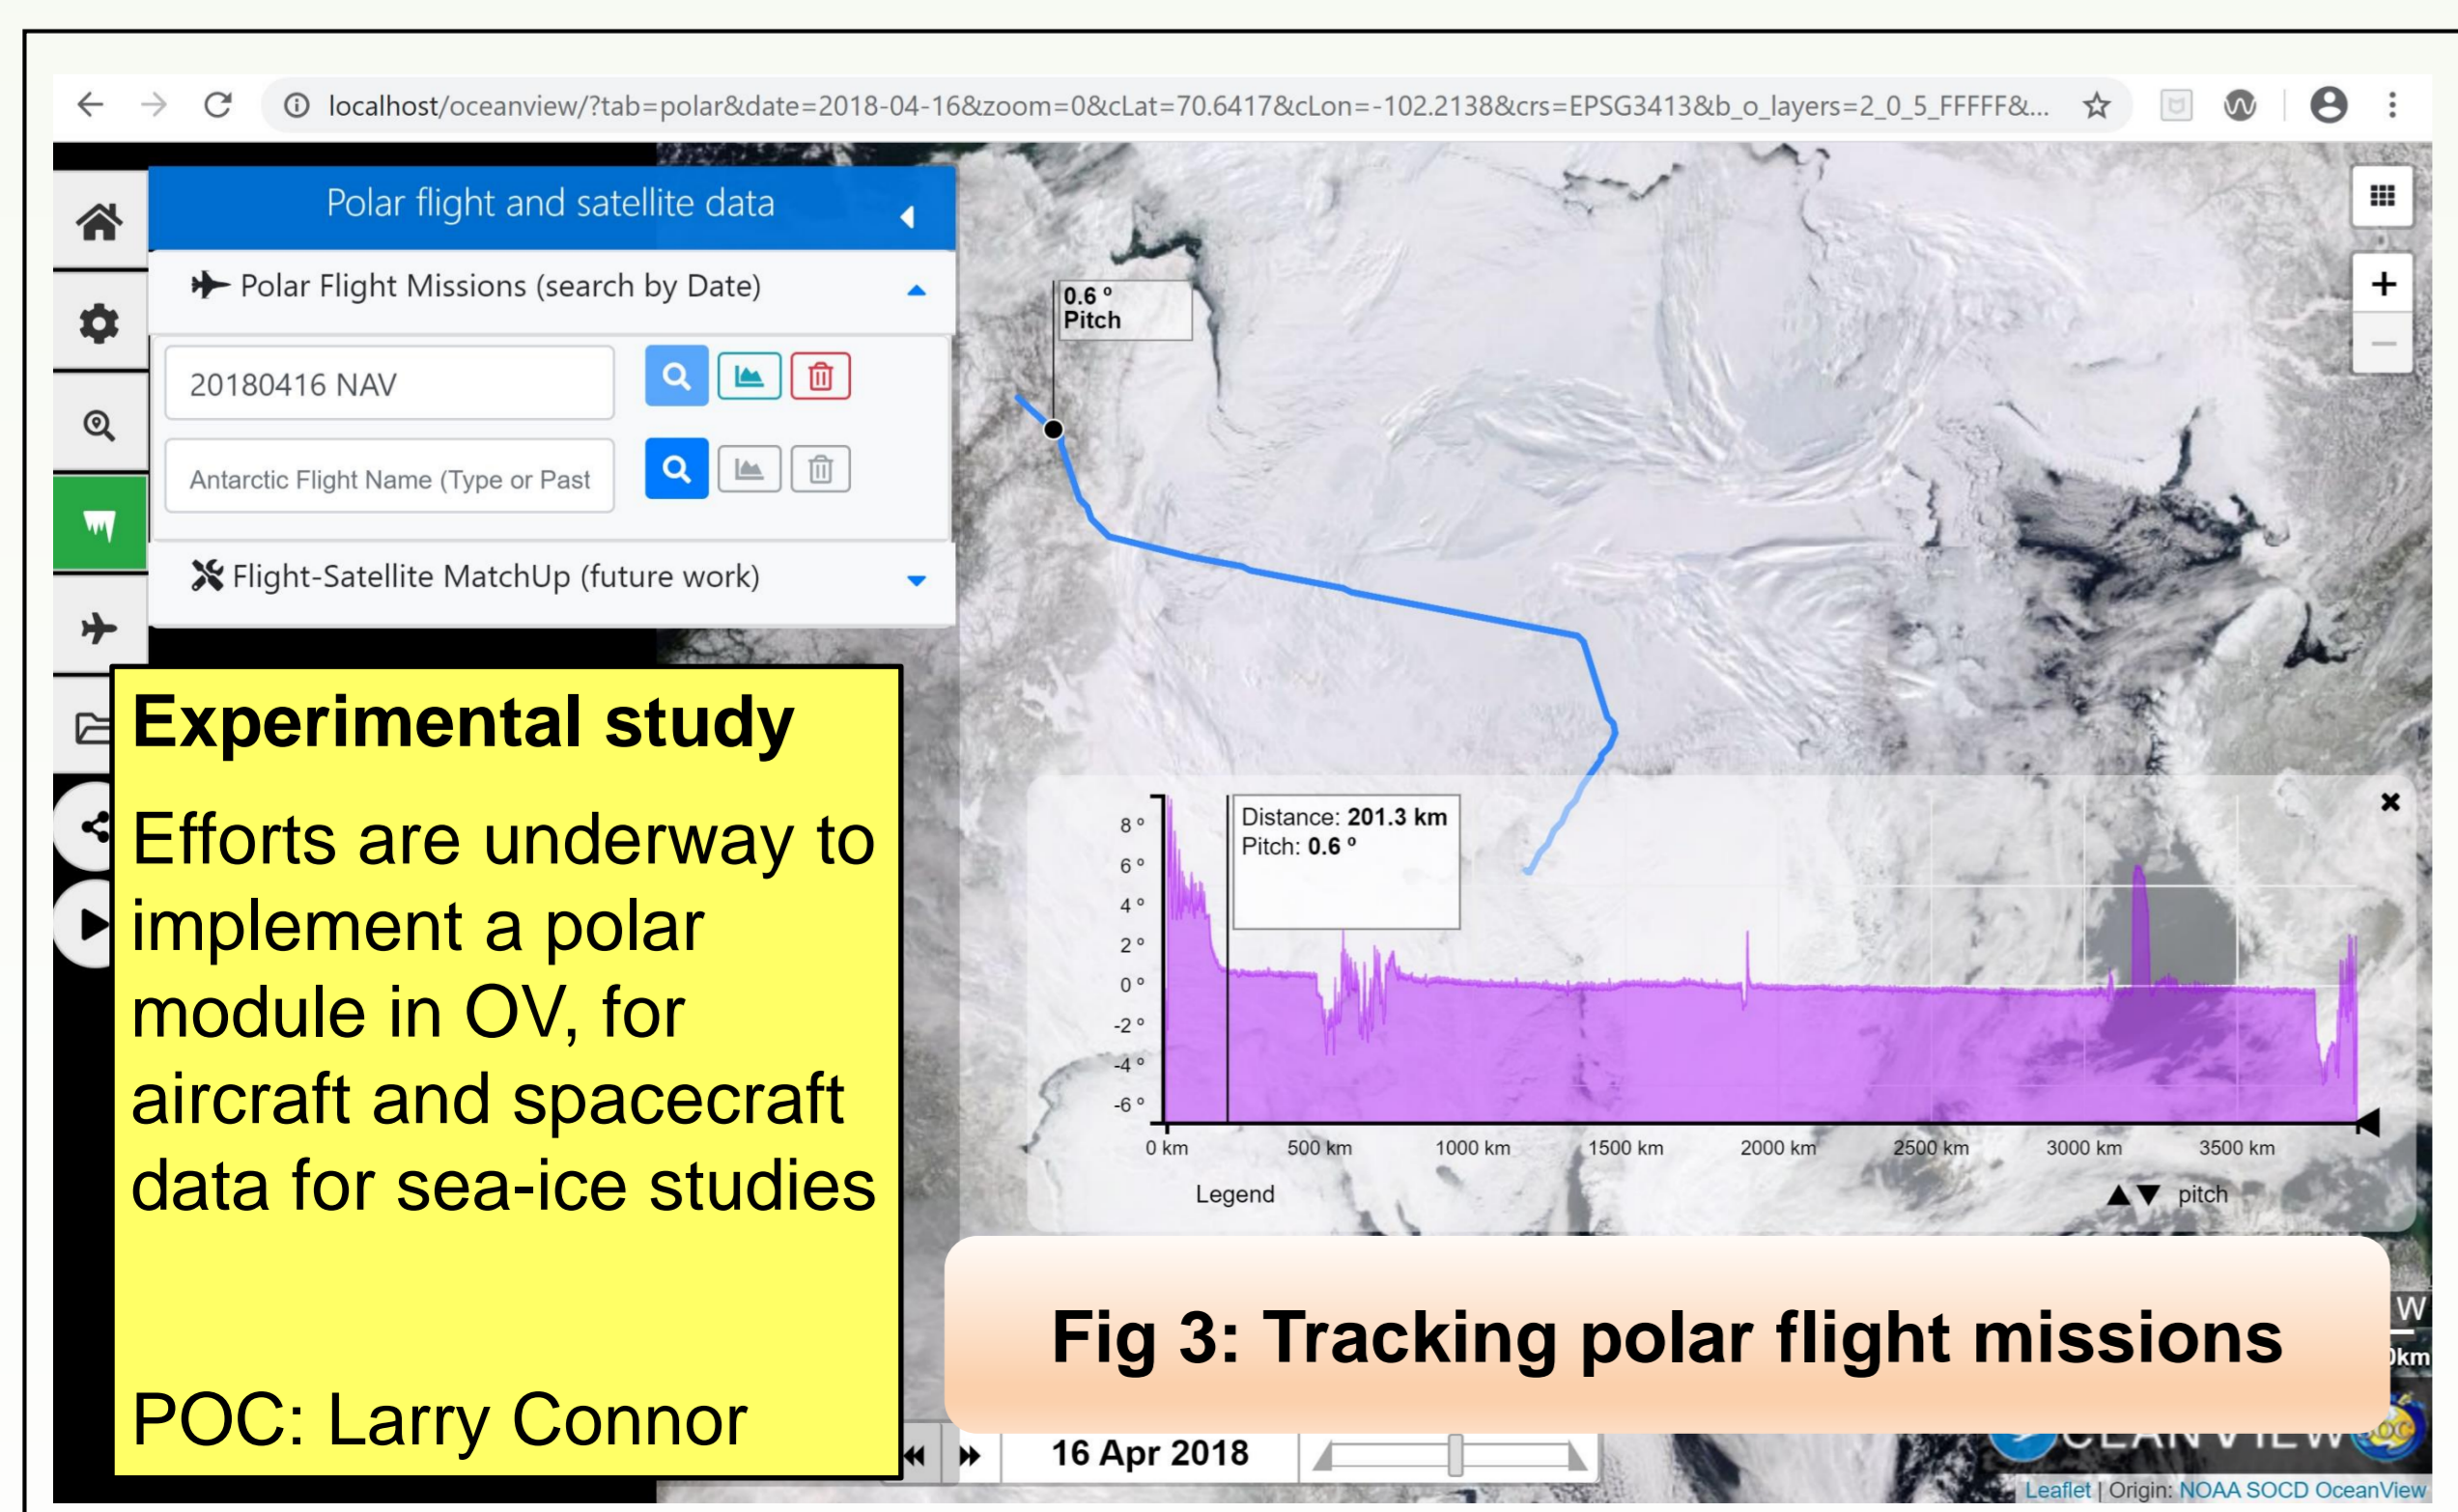 localhost/oceanview/?tab=polar&date=2018-04-16&zoom=0&cLat=70.6417&cLon=-102.2138&crs=EPSG3413&b_o_layers=2_0_5_FFFFF&...
Polar flight and satellite data
Polar Flight Missions (search by Date)
20180416 NAV
Antarctic Flight Name (Type or Past
Flight-Satellite MatchUp (future work)
0.6 º
Pitch
+
−
Experimental study
Efforts are underway to
implement a polar
module in OV, for
aircraft and spacecraft
data for sea-ice studies
POC: Larry Connor
Distance: 201.3 km
Pitch: 0.6 º
8 º
6 º
4 º
2 º
0 º
-2 º
-4 º
-6 º
0 km
500 km
1000 km
1500 km
2000 km
2500 km
3000 km
3500 km
Legend
pitch
Fig 3: Tracking polar flight missions
W
km
16 Apr 2018
Leaflet | Origin: NOAA SOCD OceanView